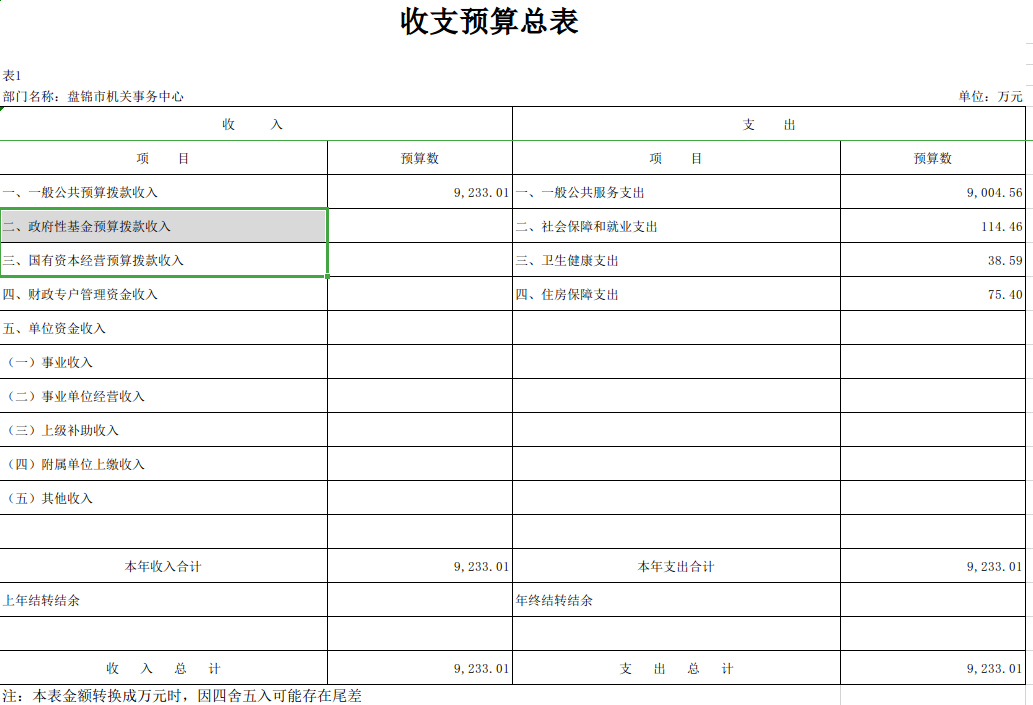 收支预算总表
表1
部门名称：盘锦市机关事务中心 单位：万元
收 入 支 出
项 目 预算数 项 目 预算数
一、一般公共预算拨款收入 9,233.01 一、一般公共服务支出 9,004.56
二、政府性基金预算拨款收入 二、社会保障和就业支出 114.46
三、国有资本经营预算拨款收入 三、卫生健康支出 38.59
四、财政专户管理资金收入 四、住房保障支出 75.40
五、单位资金收入
（一）事业收入
（二）事业单位经营收入
（三）上级补助收入
（四）附属单位上缴收入
（五）其他收入
本年收入合计 9,233.01 本年支出合计 9,233.01
上年结转结余 年终结转结余
收 入 总 计 9,233.01 支 出 总 计 9,233.01
注：本表金额转换成万元时，因四舍五入可能存在尾差